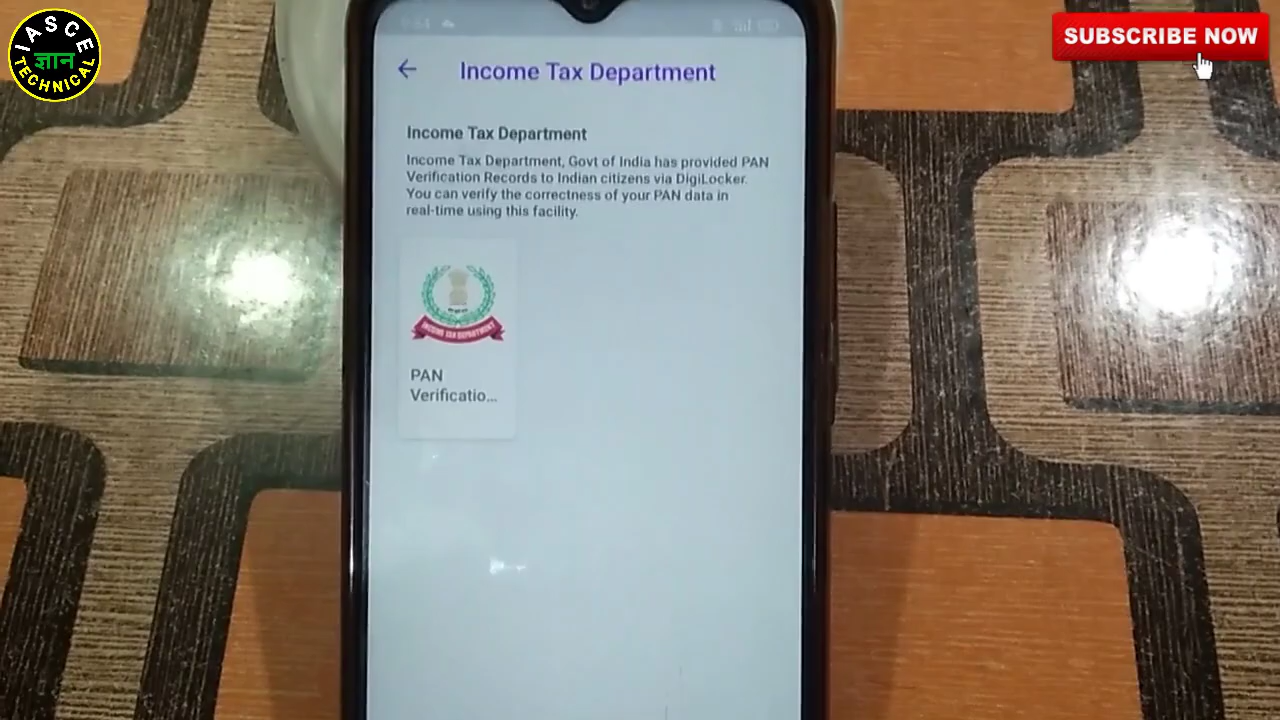 IASCE
ज्ञान
TECHNICAL
SUBSCRIBE NOW
Income Tax Department
Income Tax Department
Income Tax Department, Govt of India has provided PAN
Verification Records to Indian citizens via DigiLocker.
You can verify the correctness of your PAN data in
real-time using this facility.
INCOME TAX DEPARTMENT
PAN
Verificatio...